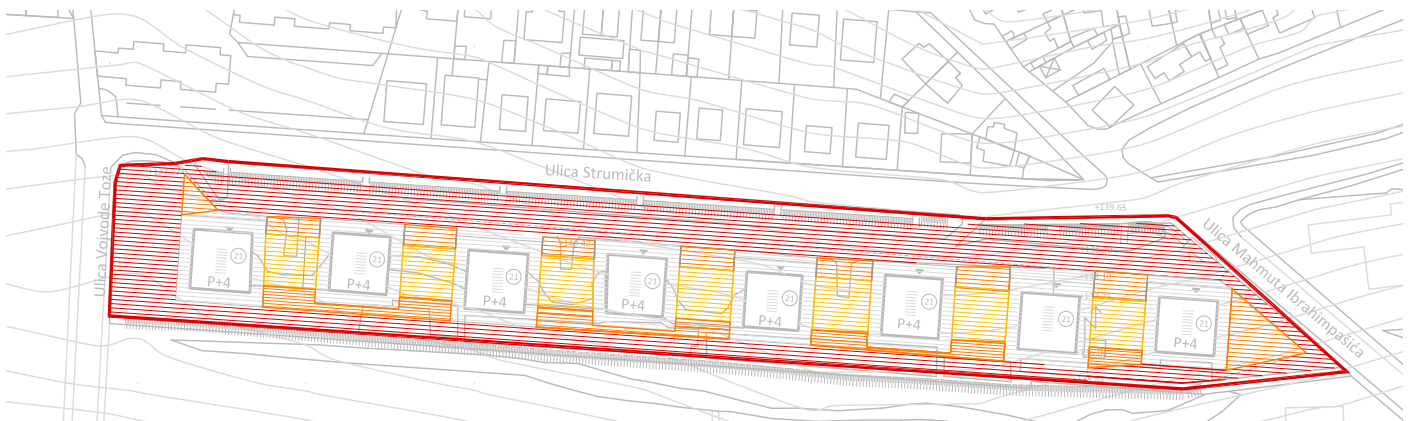 Ulica Strumička
Ulica Vojvode Toze
+139.65
Ulica Mahmuta Ibrahimpašića
21
P+4
21
P+4
21
P+4
21
P+4
21
P+4
21
P+4
21
21
P+4